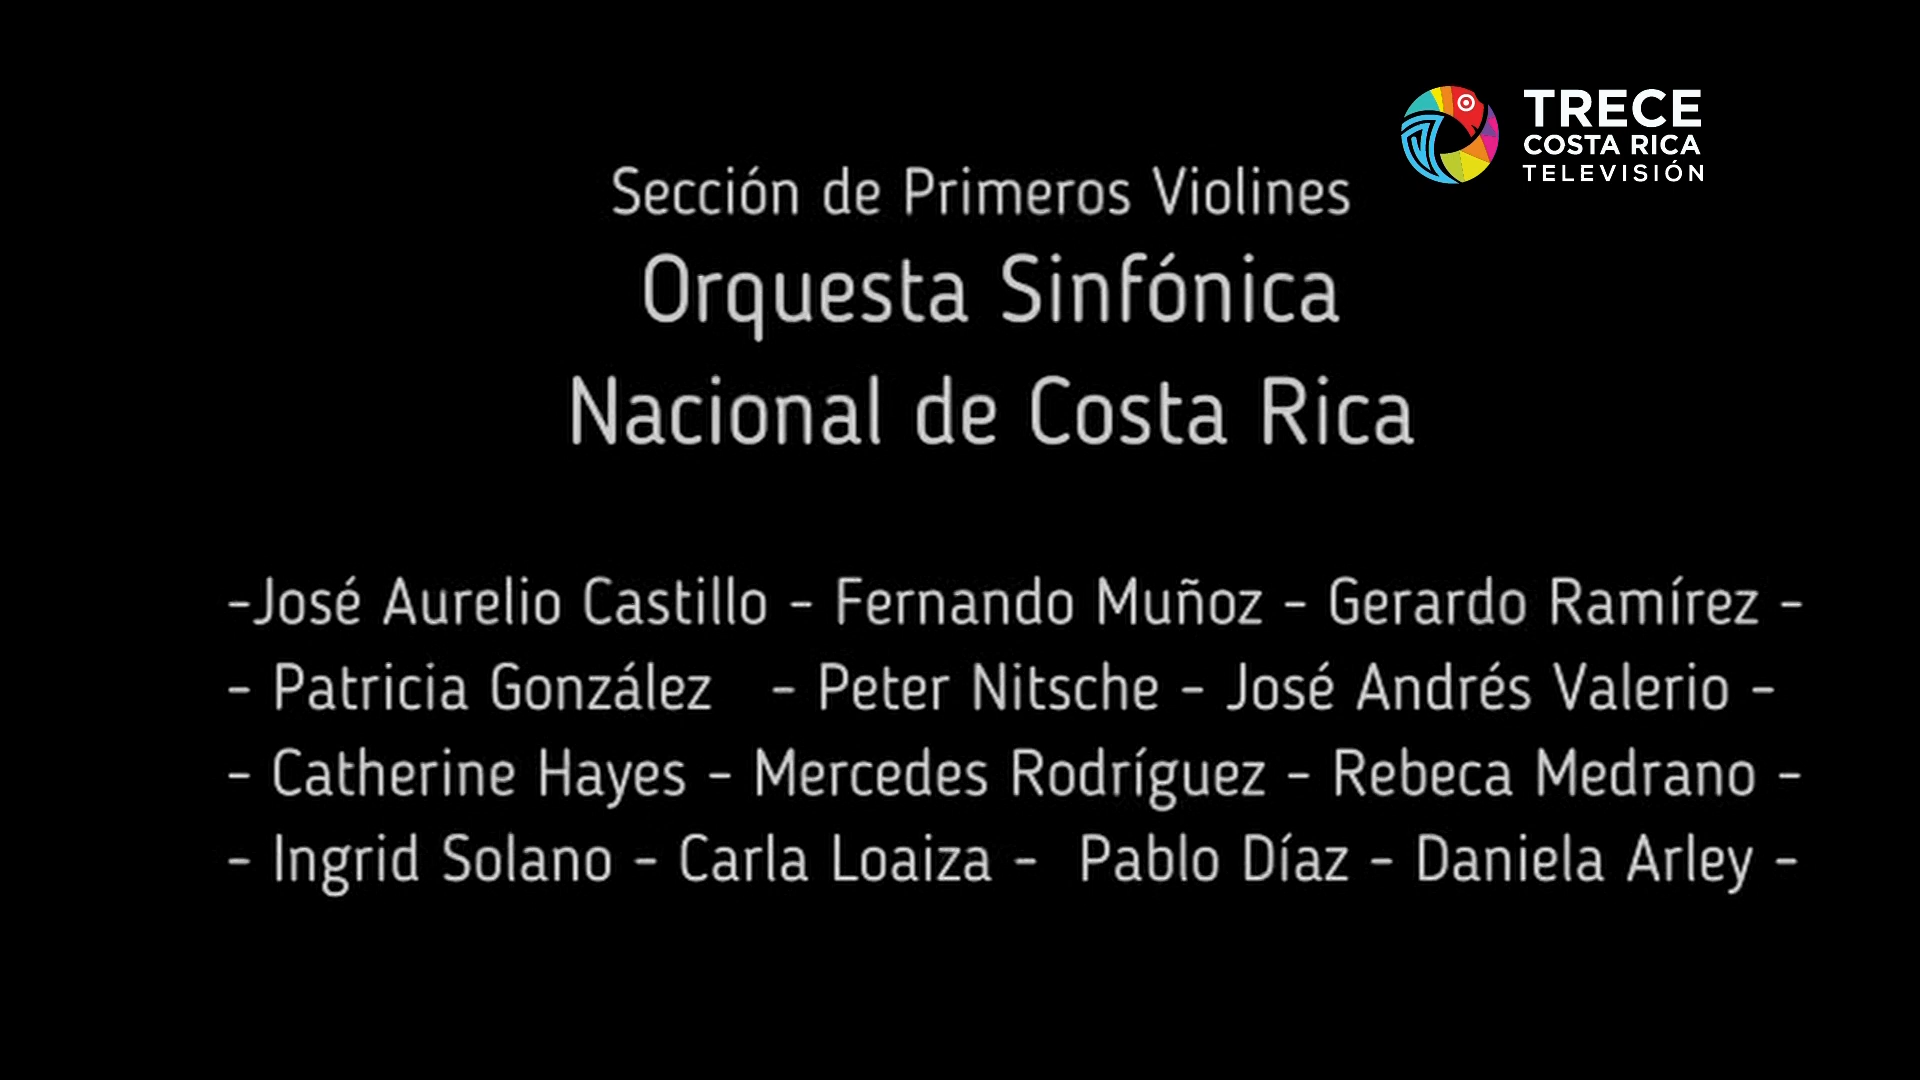 TRECE
COSTA RICA
TELEVISIÓN
Sección de Primeros Violines
Orquesta Sinfónica
Nacional de Costa Rica
-José Aurelio Castillo - Fernando Muñoz - Gerardo Ramírez -
- Patricia González - Peter Nitsche - José Andrés Valerio -
- Catherine Hayes - Mercedes Rodríguez - Rebeca Medrano -
- Ingrid Solano - Carla Loaiza - Pablo Díaz - Daniela Arley -